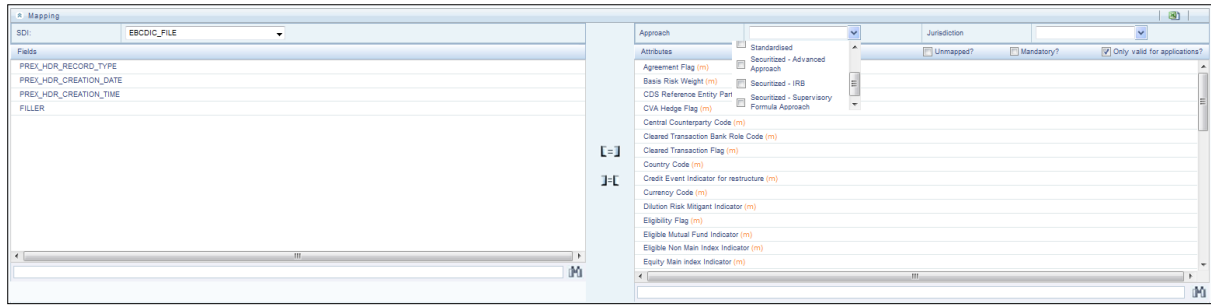 Mapping
SDI: EBCDIC_FILE
Fields
PREX_HDR_RECORD_TYPE
PREX_HDR_CREATION_DATE
PREX_HDR_CREATION_TIME
FILLER
[=]
]=[
Approach Jurisdiction
Attributes Unmapped? Mandatory? Only valid for applications?
Standardised
Securitized - Advanced
Approach
Securitized - IRB
Securitized - Supervisory
Formula Approach
Agreement Flag (m)
Basis Risk Weight (m)
CDS Reference Entity Part
CVA Hedge Flag (m)
Central Counterparty Code (m)
Cleared Transaction Bank Role Code (m)
Cleared Transaction Flag (m)
Country Code (m)
Credit Event Indicator for restructure (m)
Currency Code (m)
Dilution Risk Mitigant Indicator (m)
Eligibility Flag (m)
Eligible Mutual Fund Indicator (m)
Eligible Non Main Index Indicator (m)
Equity Main index Indicator (m)